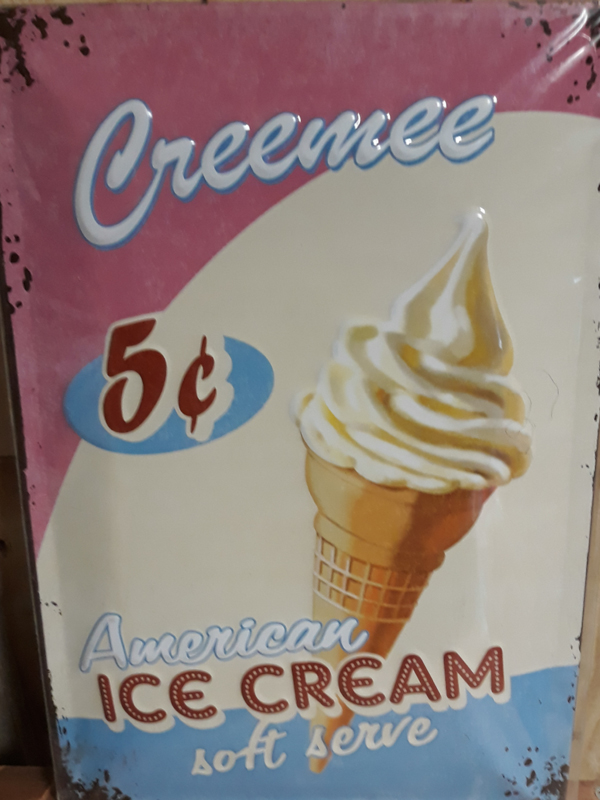 Creemee
5¢
American
ICE CREAM
soft serve